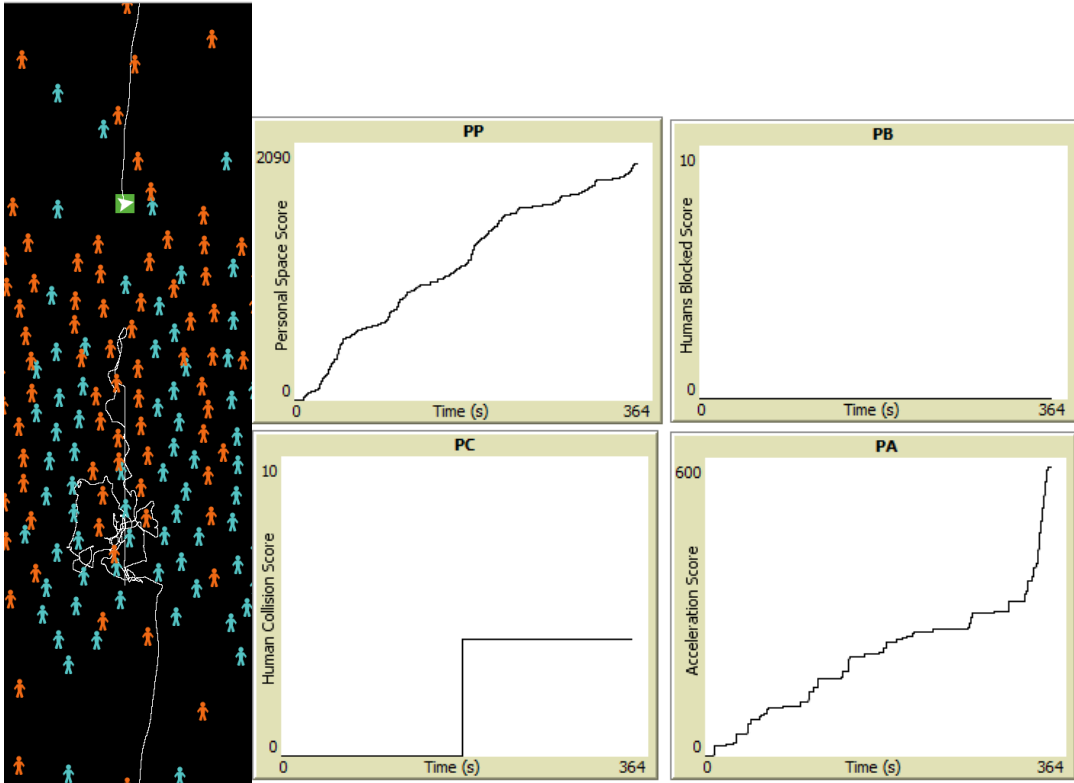 PP
2090
Personal Space Score
0
0
Time (s)
364
PB
10
Humans Blocked Score
0
0
Time (s)
364
PC
10
Human Collision Score
0
0
Time (s)
364
PA
600
Acceleration Score
0
0
Time (s)
364